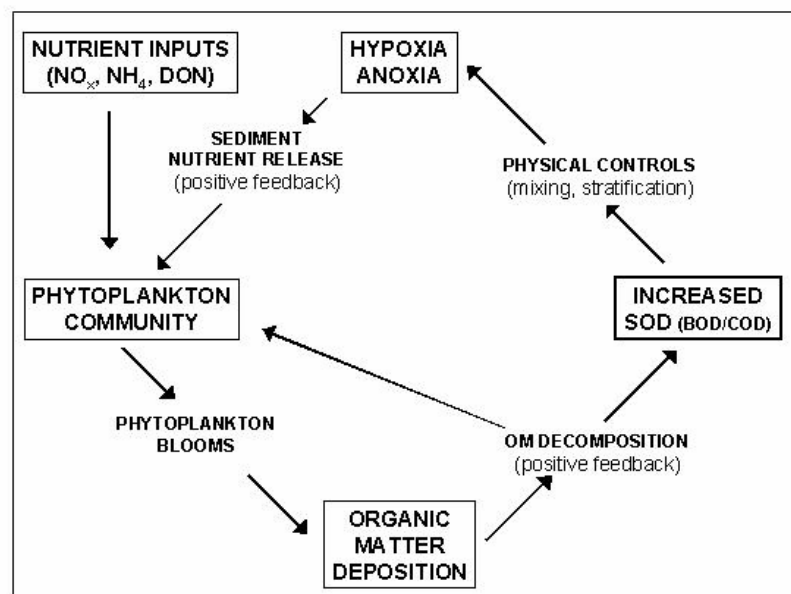 NUTRIENT INPUTS
(NOx, NH4, DON)
HYPOXIA
ANOXIA
SEDIMENT
NUTRIENT RELEASE
(positive feedback)
PHYSICAL CONTROLS
(mixing, stratification)
PHYTOPLANKTON
COMMUNITY
INCREASED
SOD (BOD/COD)
PHYTOPLANKTON
BLOOMS
OM DECOMPOSITION
(positive feedback)
ORGANIC
MATTER
DEPOSITION